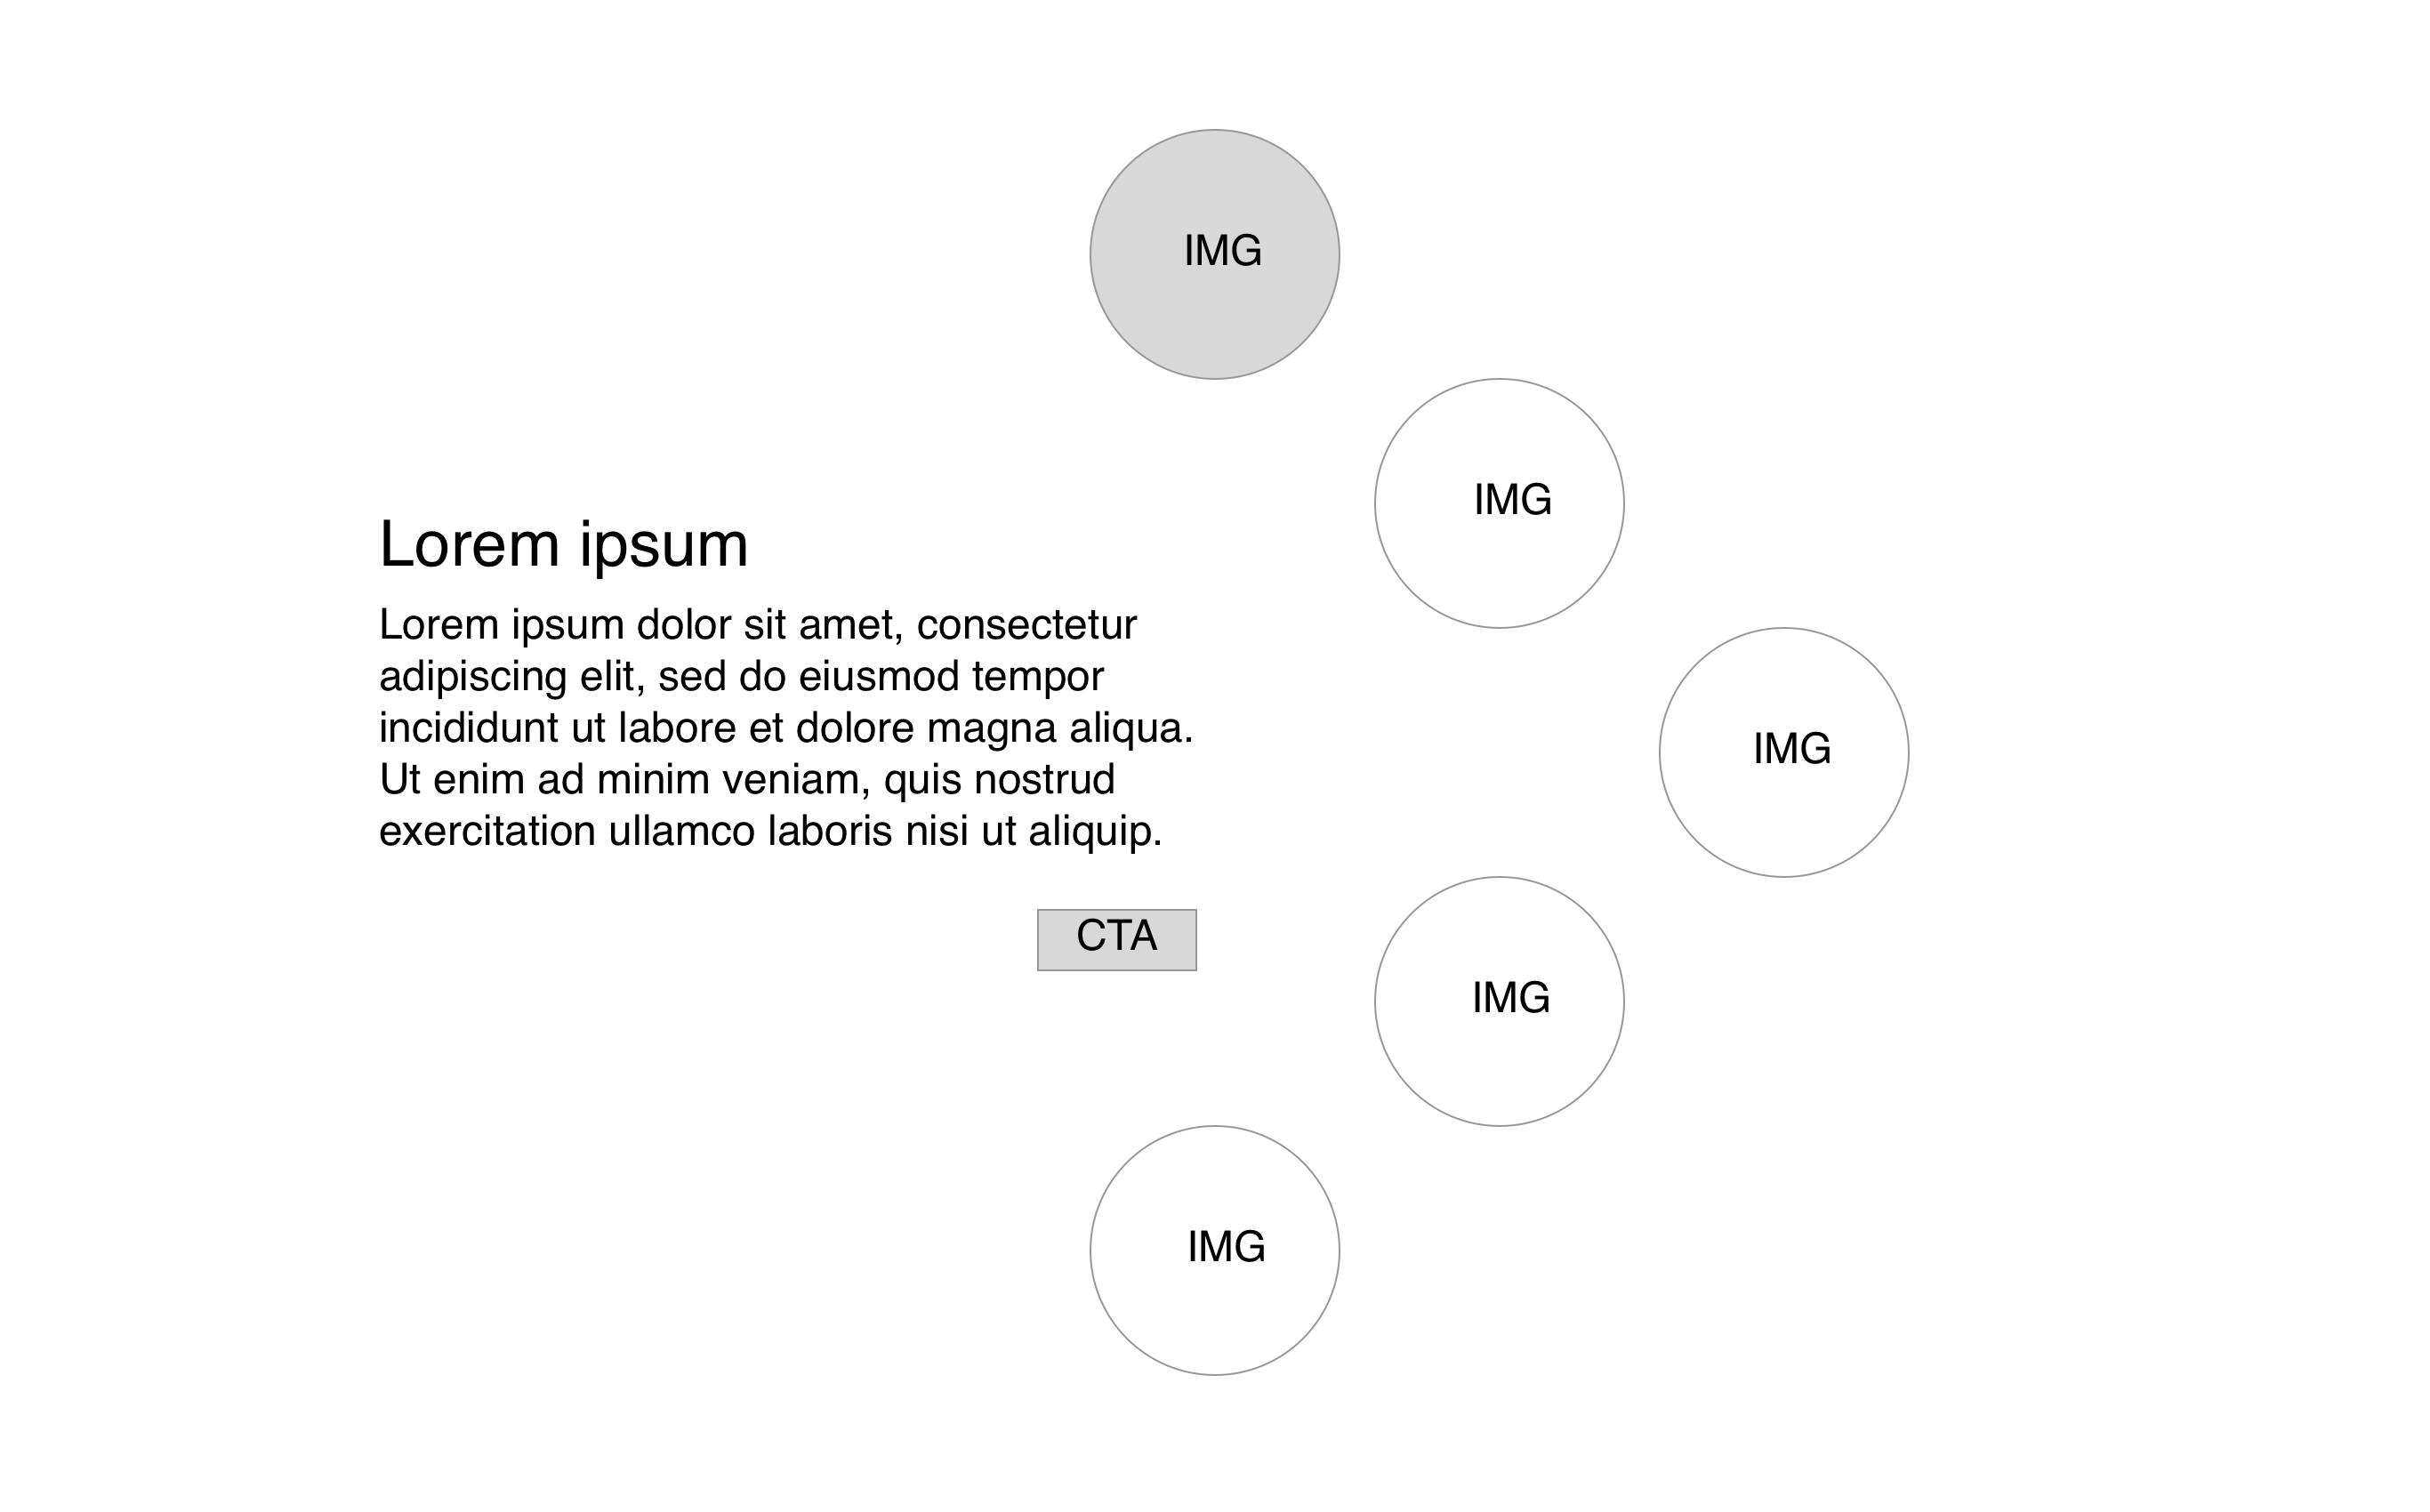 IMG
IMG
Lorem ipsum
Lorem ipsum dolor sit amet, consectetur
adipiscing elit, sed do eiusmod tempor
incididunt ut labore et dolore magna aliqua.
Ut enim ad minim veniam, quis nostrud
exercitation ullamco laboris nisi ut aliquip.
IMG
CTA
IMG
IMG